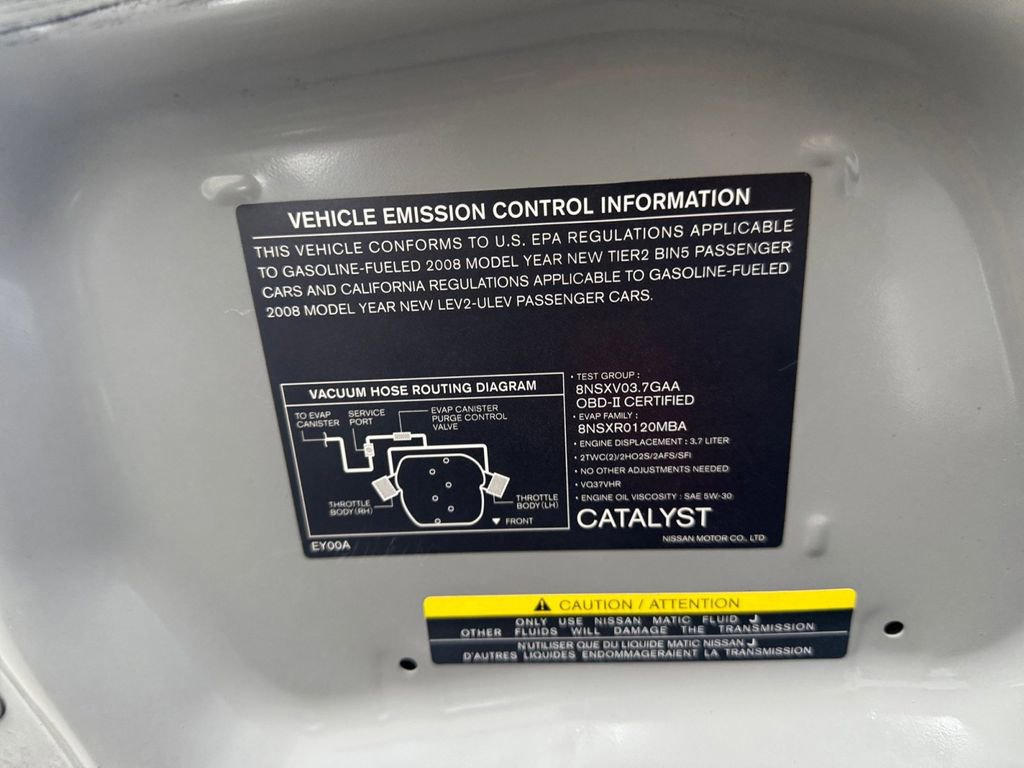 VEHICLE EMISSION CONTROL INFORMATION
THIS VEHICLE CONFORMS TO U.S. EPA REGULATIONS APPLICABLE
TO GASOLINE-FUELED 2008 MODEL YEAR NEW TIER2 BIN5 PASSENGER
CARS AND CALIFORNIA REGULATIONS APPLICABLE TO GASOLINE-FUELED
2008 MODEL YEAR NEW LEV2-ULEV PASSENGER CARS.
VACUUM HOSE ROUTING DIAGRAM
TO EVAP
CANISTER
SERVICE
PORT
EVAP CANISTER
PURGE CONTROL
VALVE
THROTTLE
BODY(RH)
THROTTLE
BODY(LH)
▼ FRONT
EY00A
• TEST GROUP :
8NSXV03.7GAA
OBD-II CERTIFIED
• EVAP FAMILY :
8NSXR0120MBA
• ENGINE DISPLACEMENT : 3.7 LITER
• 2TWC(2)/2HO2S/2AFS/SFI
• NO OTHER ADJUSTMENTS NEEDED
• VQ37VHR
• ENGINE OIL VISCOSITY : SAE 5W-30
CATALYST
NISSAN MOTOR CO., LTD.
CAUTION / ATTENTION
ONLY USE NISSAN MATIC FLUID J
OTHER FLUIDS WILL DAMAGE THE TRANSMISSION
N'UTILISER QUE DU LIQUIDE MATIC NISSAN J
D'AUTRES LIQUIDES ENDOMMAGERAIENT LA TRANSMISSION